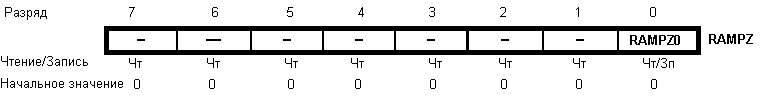 Разряд 7 6 5 4 3 2 1 0
– — – – – – – RAMPZ0 RAMPZ
Чтение/Запись Чт Чт Чт Чт Чт Чт Чт Чт/Зп
Начальное значение 0 0 0 0 0 0 0 0